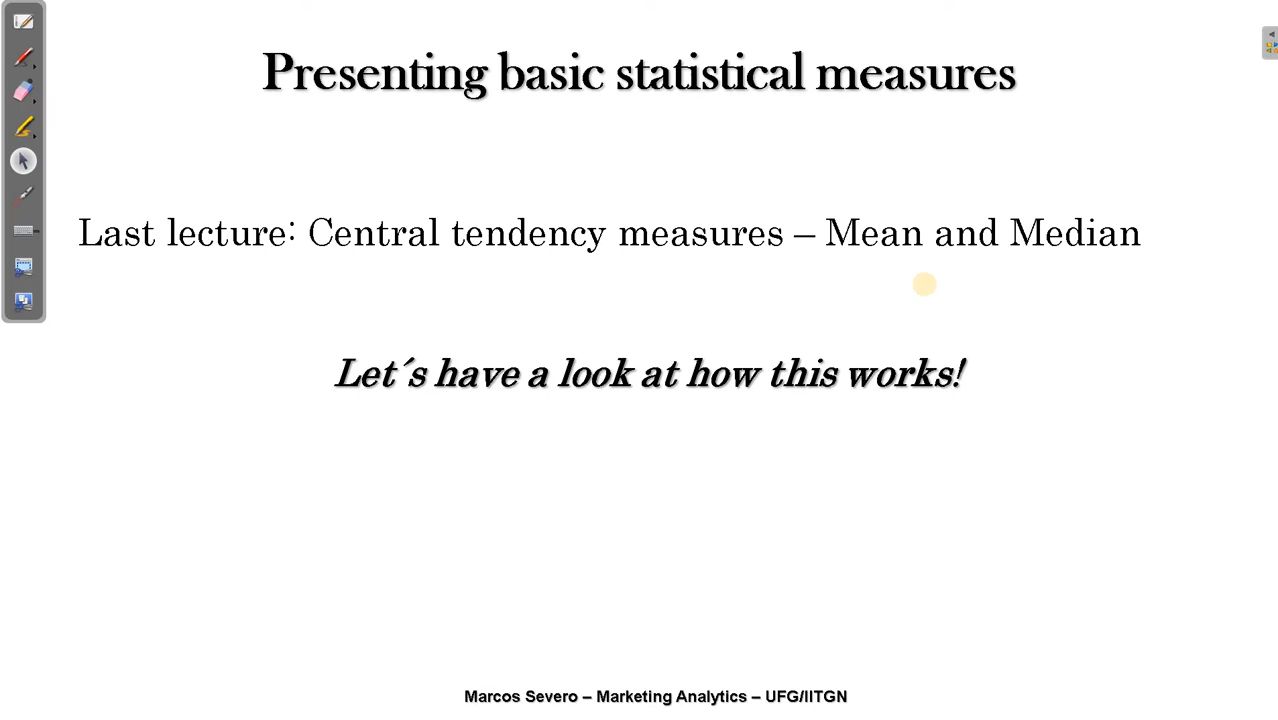 Presenting basic statistical measures
Last lecture: Central tendency measures – Mean and Median
Let´s have a look at how this works!
Marcos Severo – Marketing Analytics – UFG/IITGN